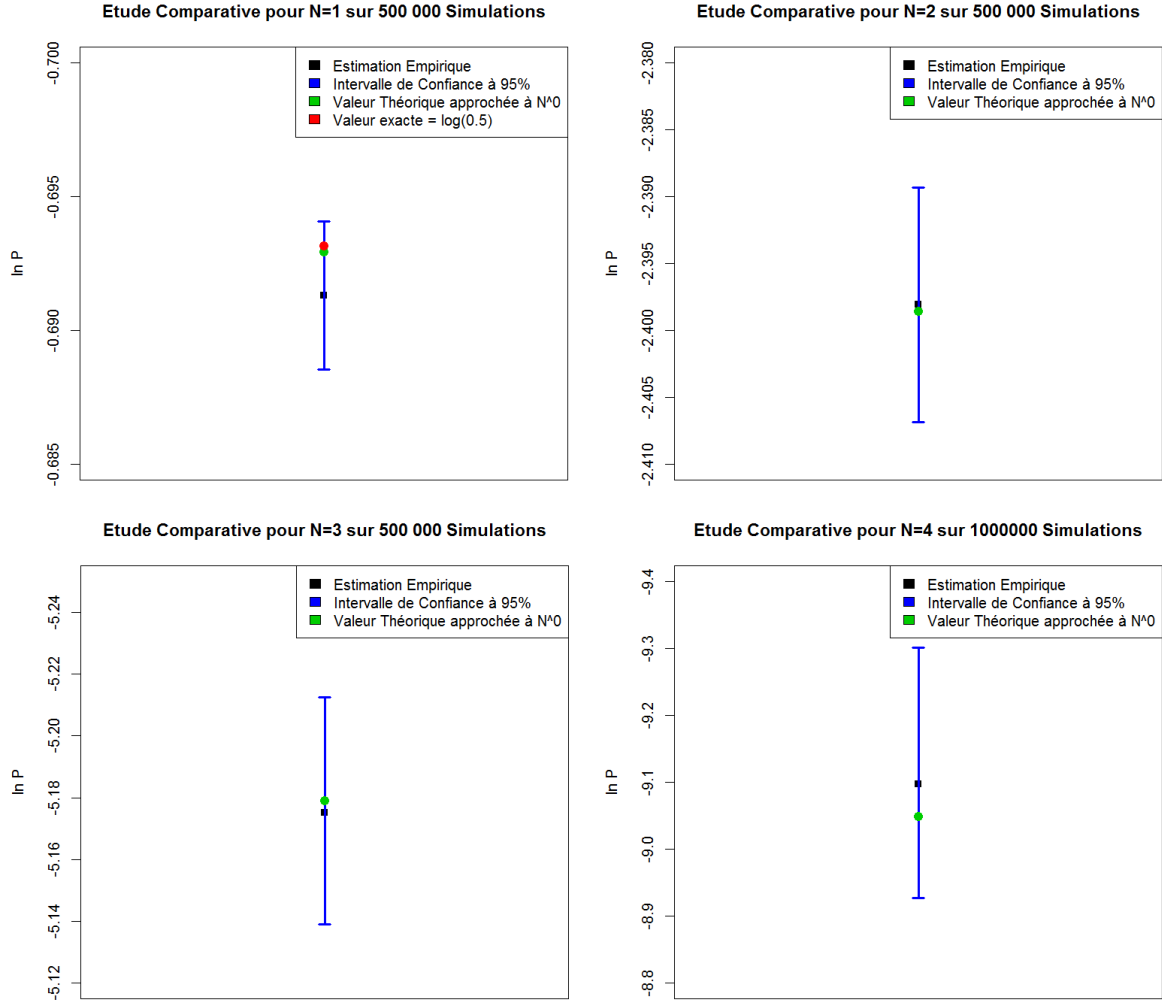 Etude Comparative pour N=1 sur 500 000 Simulations
-0.700
-0.695
-0.690
-0.685
ln P
Estimation Empirique
Intervalle de Confiance à 95%
Valeur Théorique approchée à N^0
Valeur exacte = log(0.5)
Etude Comparative pour N=2 sur 500 000 Simulations
-2.380
-2.385
-2.390
-2.395
-2.400
-2.405
-2.410
ln P
Estimation Empirique
Intervalle de Confiance à 95%
Valeur Théorique approchée à N^0
Etude Comparative pour N=3 sur 500 000 Simulations
-5.24
-5.22
-5.20
-5.18
-5.16
-5.14
-5.12
ln P
Estimation Empirique
Intervalle de Confiance à 95%
Valeur Théorique approchée à N^0
Etude Comparative pour N=4 sur 1000000 Simulations
-9.4
-9.3
-9.2
-9.1
-9.0
-8.9
-8.8
ln P
Estimation Empirique
Intervalle de Confiance à 95%
Valeur Théorique approchée à N^0